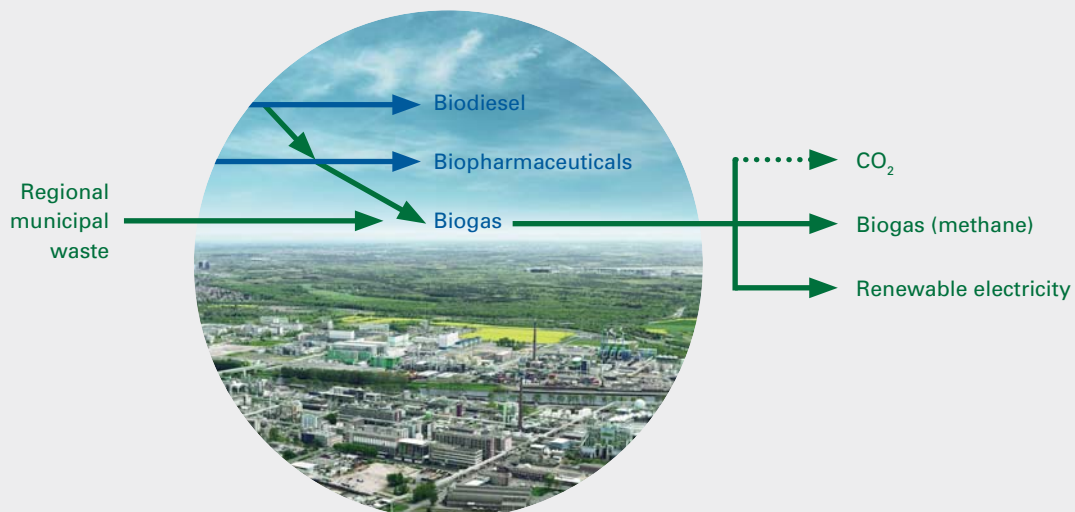 Biodiesel
Biopharmaceuticals
Regional
municipal
waste
Biogas
CO₂
Biogas (methane)
Renewable electricity